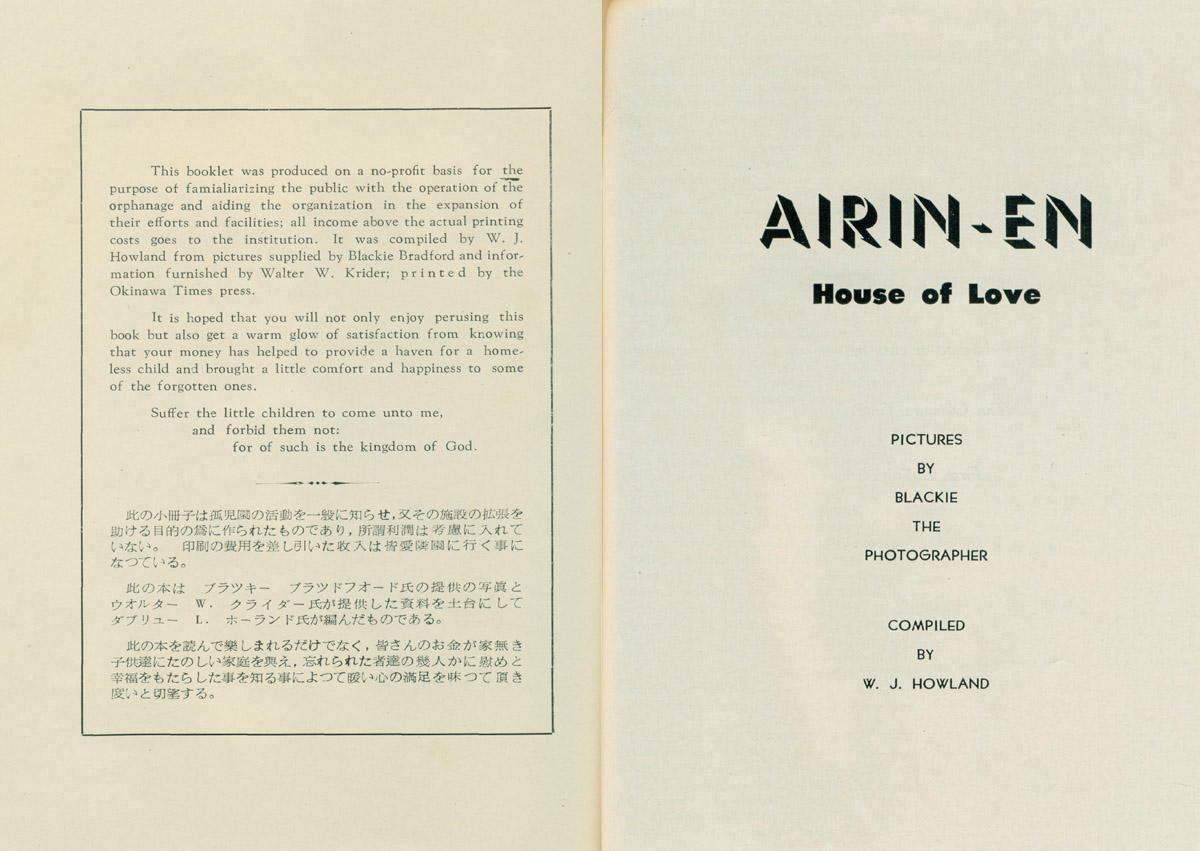 This booklet was produced on a no-profit basis for the
purpose of famialiarizing the public with the operation of the
orphanage and aiding the organization in the expansion of
their efforts and facilities; all income above the actual printing
costs goes to the institution. It was compiled by W. J.
Howland from pictures supplied by Blackie Bradford and infor-
mation furnished by Walter W. Krider; printed by the
Okinawa Times press.
It is hoped that you will not only enjoy perusing this
book but also get a warm glow of satisfaction from knowing
that your money has helped to provide a haven for a home-
less child and brought a little comfort and happiness to some
of the forgotten ones.
Suffer the little children to come unto me,
and forbid them not:
for of such is the kingdom of God.
此の小冊子は孤児園の活動を一般に知らせ,又その施設の拡張を
助ける目的の為に作られたものであり,所謂利潤は考慮に入れて
いない。 印刷の費用を差し引いた収入は皆愛隣園に行く事に
なつている。
此の本は ブラツキー ブラツドフオード氏の提供の写眞と
ウオルター W. クライダー氏が提供した資料を土台にして
ダブリユー L. ホーランド氏が編んだものである。
此の本を読んで樂しまれるだけでなく,皆さんのお金が家無き
子供達にたのしい家庭を與え,忘れられた者達の幾人かに慰めと
幸福をもたらした事を知る事によつて暖い心の満足を味つて頂き
度いと切望する。
AIRIN-EN
House of Love
PICTURES
BY
BLACKIE
THE
PHOTOGRAPHER
COMPILED
BY
W. J. HOWLAND